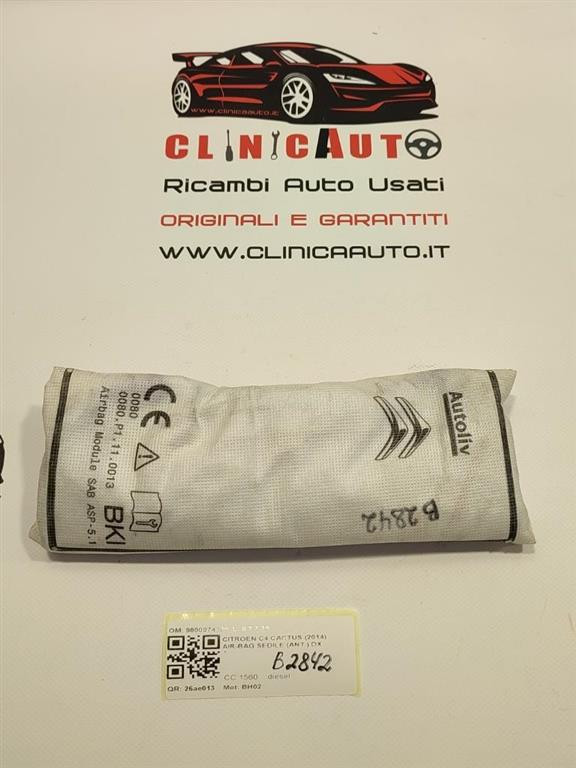 www.clinicauto.it
CLINICAUTO
Ricambi Auto Usati
ORIGINALI E GARANTITI
WWW.CLINICAAUTO.IT
Autoliv
B2842
CE
0080
0080.P1.11.0013
Airbag Module SAB ASP-5.1
BKI
CITROEN C4 CACTUS (2014)
AIR-BAG SEDILE (ANT.) DX
B2842
CC 1560 diesel
QR: 26ae013 Mot: BH02